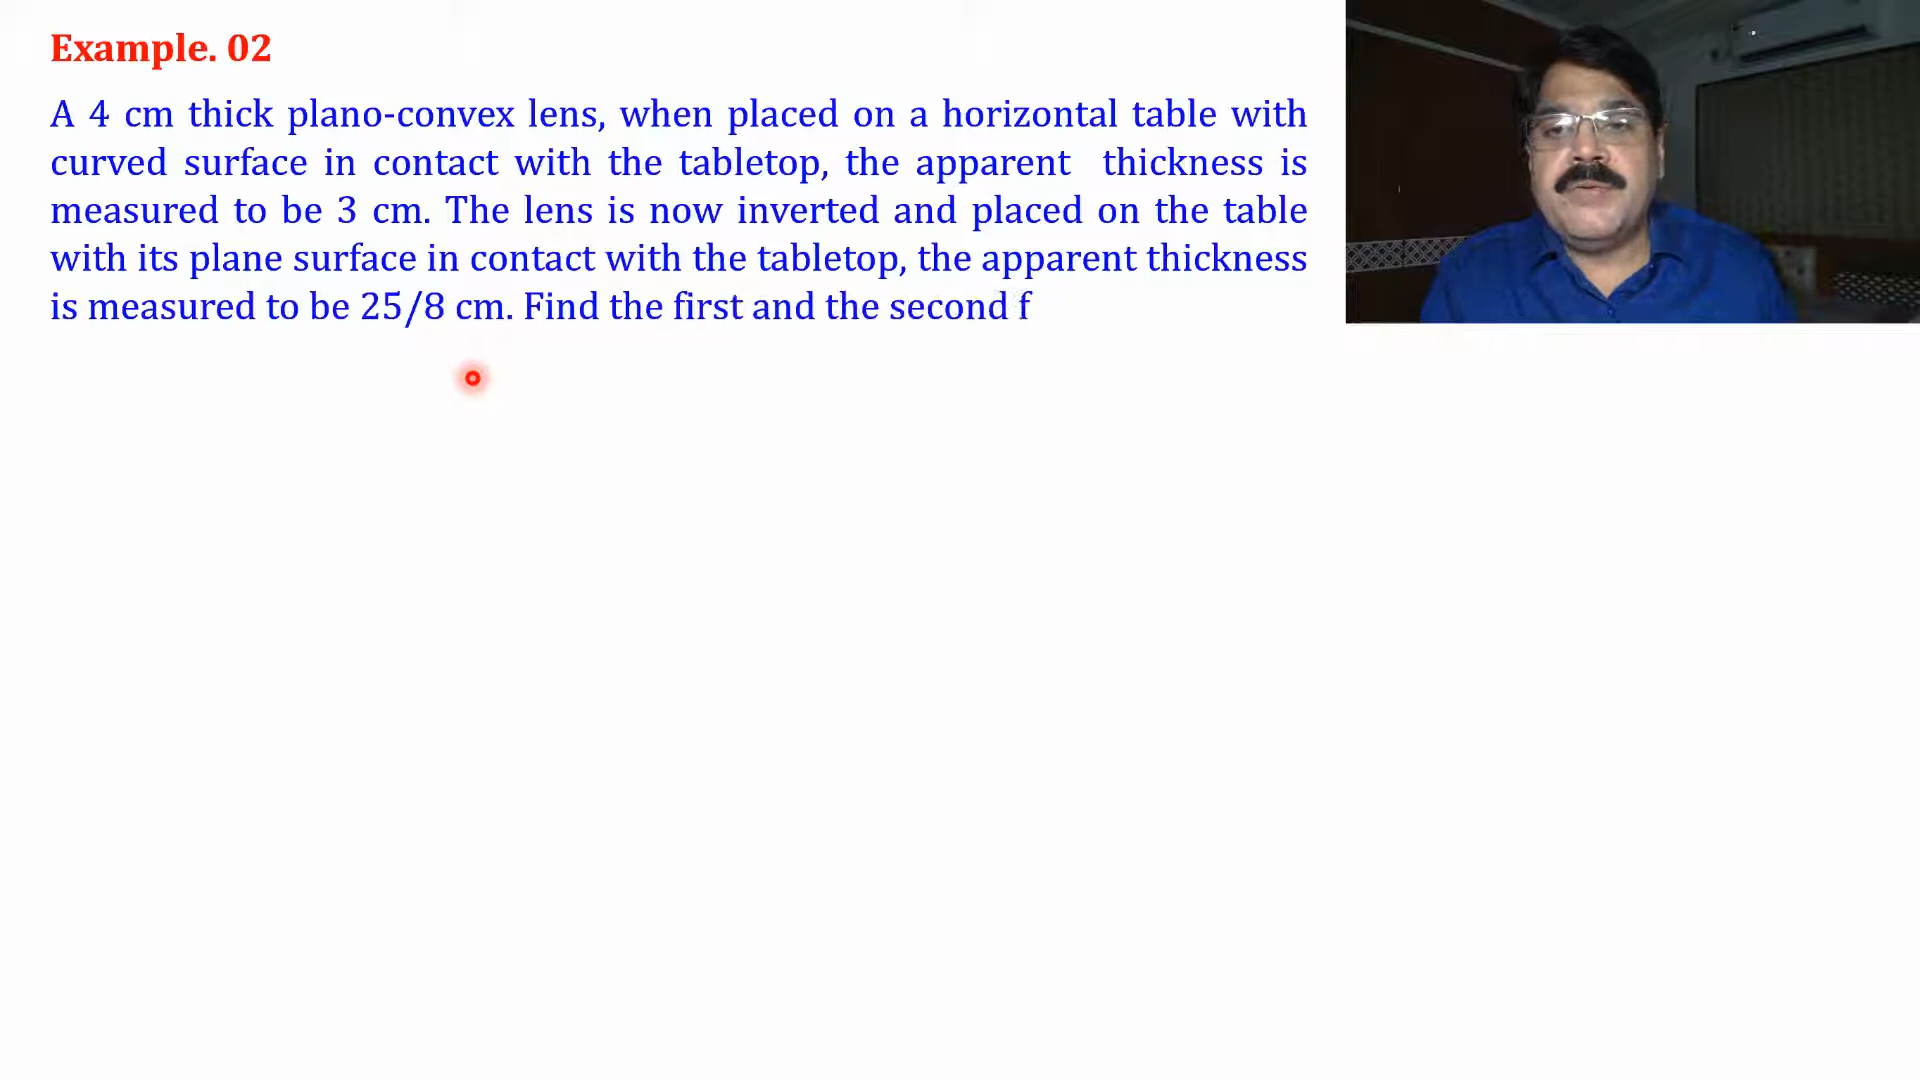 Example. 02
A 4 cm thick plano-convex lens, when placed on a horizontal table with
curved surface in contact with the tabletop, the apparent thickness is
measured to be 3 cm. The lens is now inverted and placed on the table
with its plane surface in contact with the tabletop, the apparent thickness
is measured to be 25/8 cm. Find the first and the second f